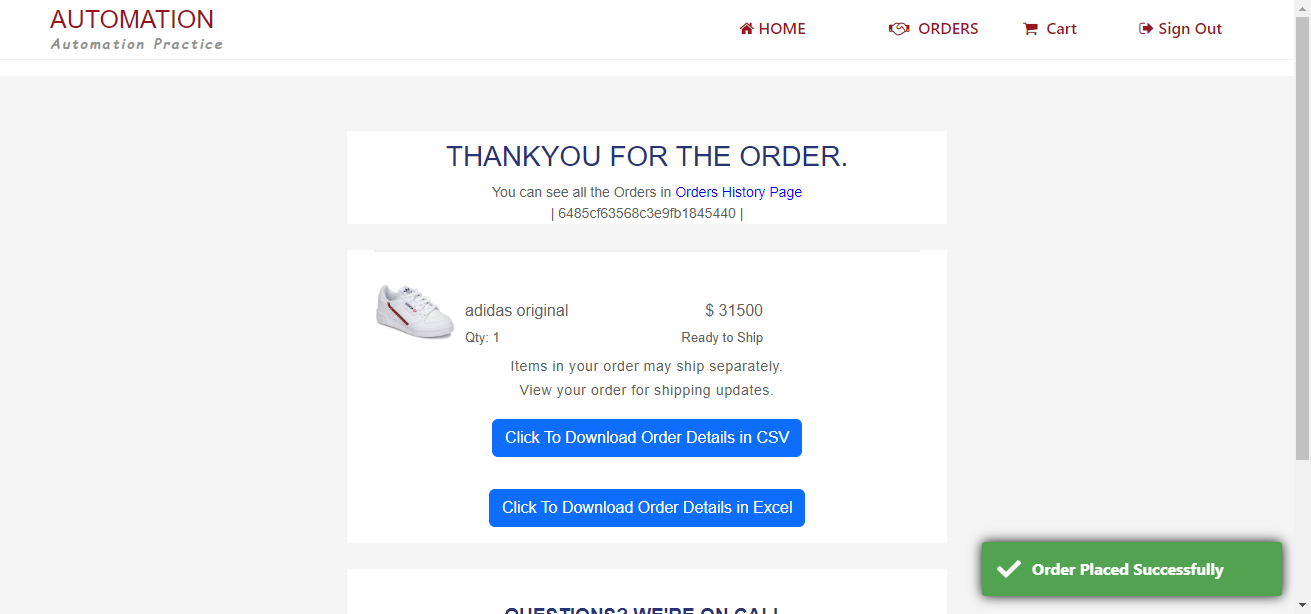 AUTOMATION
Automation Practice
HOME
ORDERS
Cart
Sign Out
THANKYOU FOR THE ORDER.
You can see all the Orders in Orders History Page
| 6485cf63568c3e9fb1845440 |
adidas original
$ 31500
Qty: 1
Ready to Ship
Items in your order may ship separately.
View your order for shipping updates.
Click To Download Order Details in CSV
Click To Download Order Details in Excel
Order Placed Successfully
QUESTIONS? WE'RE ON CALL